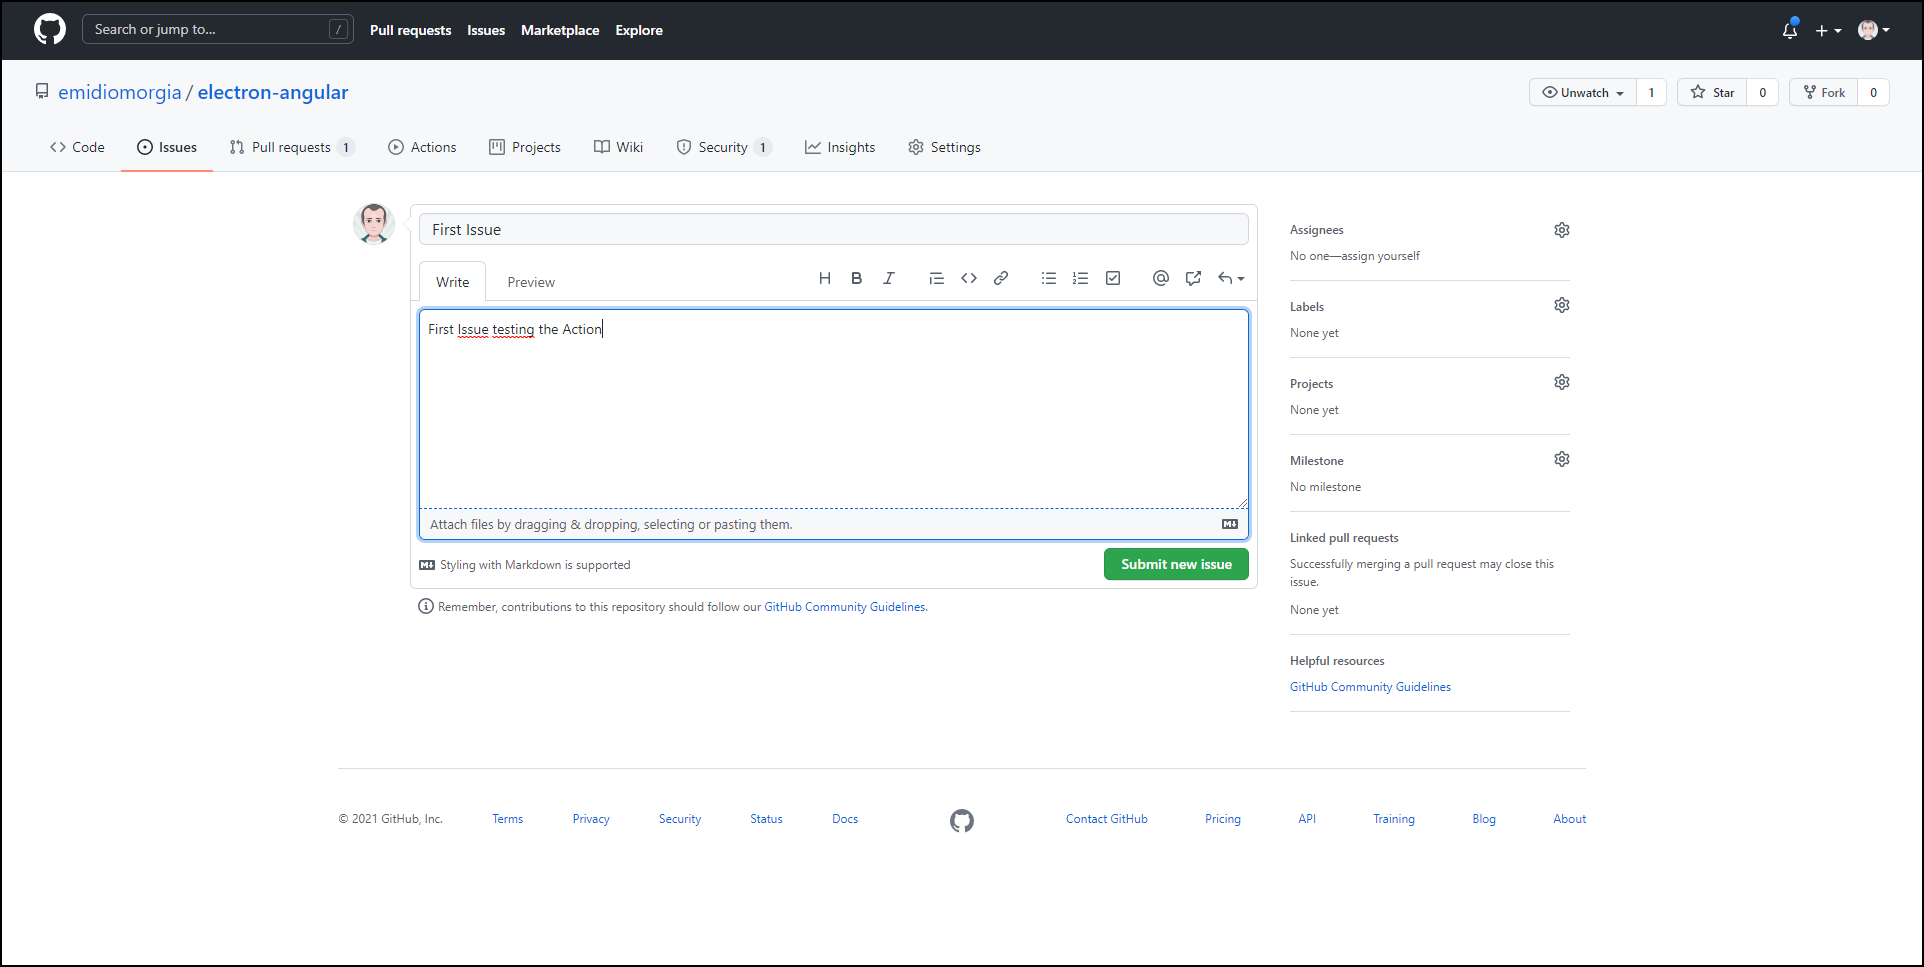 Search or jump to... / Pull requests Issues Marketplace Explore
emidiomorgia / electron-angular Unwatch 1 Star 0 Fork 0
Code Issues Pull requests 1 Actions Projects Wiki Security 1 Insights Settings
First Issue
Write Preview H B I @
First Issue testing the Action
Attach files by dragging & dropping, selecting or pasting them.
Styling with Markdown is supported Submit new issue
Remember, contributions to this repository should follow our GitHub Community Guidelines.
Assignees
No one—assign yourself
Labels
None yet
Projects
None yet
Milestone
No milestone
Linked pull requests
Successfully merging a pull request may close this
issue.
None yet
Helpful resources
GitHub Community Guidelines
© 2021 GitHub, Inc. Terms Privacy Security Status Docs Contact GitHub Pricing API Training Blog About